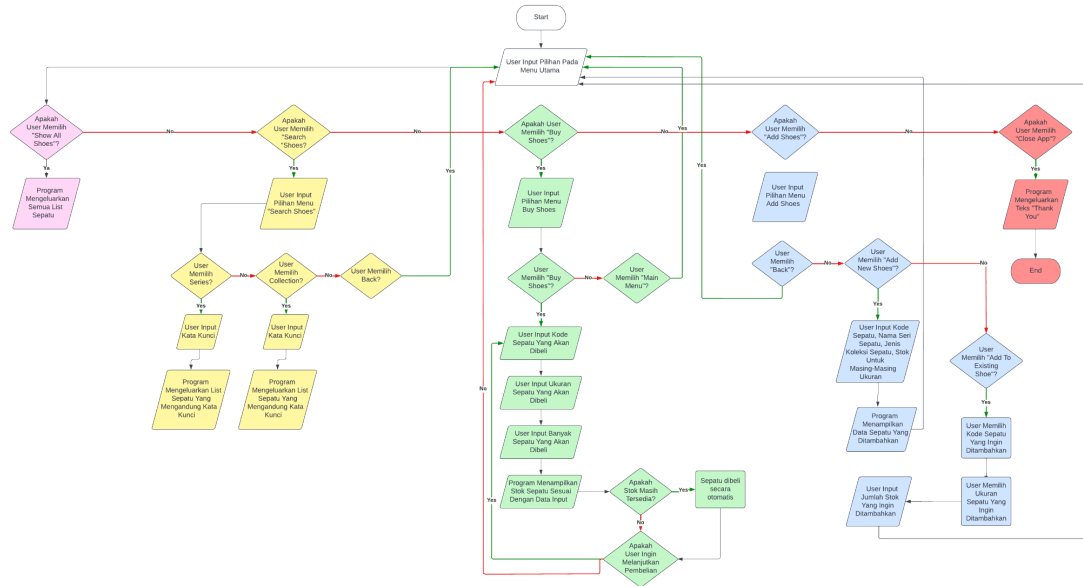 Start
User Input Pilihan Pada
Menu Utama
Apakah
User Memilih
"Show All
Shoes"?
No
Apakah
User Memilih
"Search
"Shoes?
No
Apakah User
Memilih "Buy
Shoes"?
No
Apakah
User Memilih
"Add Shoes"?
No
Apakah
User Memilih
"Close App"?
Ya
Yes
Yes
Yes
Yes
Yes
Program
Mengeluarkan
Semua List
Sepatu
User Input
Pilihan Menu
"Search Shoes"
User Input
Pilihan Menu
Buy Shoes
User Input
Pilihan Menu
Add Shoes
Program
Mengeluarkan
Teks "Thank
You"
User
Memilih
Series?
No
User
Memilih
Collection?
No
User Memilih
Back?
User
Memilih "Buy
Shoes"?
No
User
Memilih "Main
Menu"?
User
Memilih
"Back"?
No
User
Memilih "Add
New Shoes"?
No
End
Yes
Yes
Yes
Yes
User Input
Kata Kunci
User Input
Kata Kunci
User Input Kode
Sepatu Yang Akan
Dibeli
User Input Kode
Sepatu, Nama Seri
Sepatu, Jenis
Koleksi Sepatu, Stok
Untuk
Masing-Masing
Ukuran
User
Memilih "Add To
Existing
Shoe"?
Program
Mengeluarkan List
Sepatu Yang
Mengandung Kata
Kunci
Program
Mengeluarkan List
Sepatu Yang
Mengandung Kata
Kunci
No
User Input Ukuran
Sepatu Yang Akan
Dibeli
Yes
Program
Menampilkan
Data Sepatu Yang
Ditambahkan
User Memilih
Kode Sepatu
Yang Ingin
Ditambahkan
User Input Banyak
Sepatu Yang Akan
Dibeli
Yes
Program Menampilkan
Stok Sepatu Sesuai
Dengan Data Input
Apakah
Stok Masih
Tersedia?
Yes
Sepatu dibeli
secara
otomatis
User Input
Jumlah Stok
Yang Ingin
Ditambahkan
User Memilih
Ukuran
Sepatu Yang
Ingin
Ditambahkan
No
Apakah
User Ingin
Melanjutkan
Pembelian